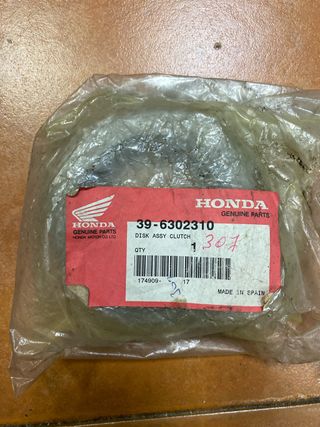 HONDA
GENUINE PARTS
HONDA MOTOR CO LTD
HONDA
GENUINE PARTS
39-6302310
DISK ASSY CLUTCH
QTY 1
307
174909- 17
MADE IN SPAIN